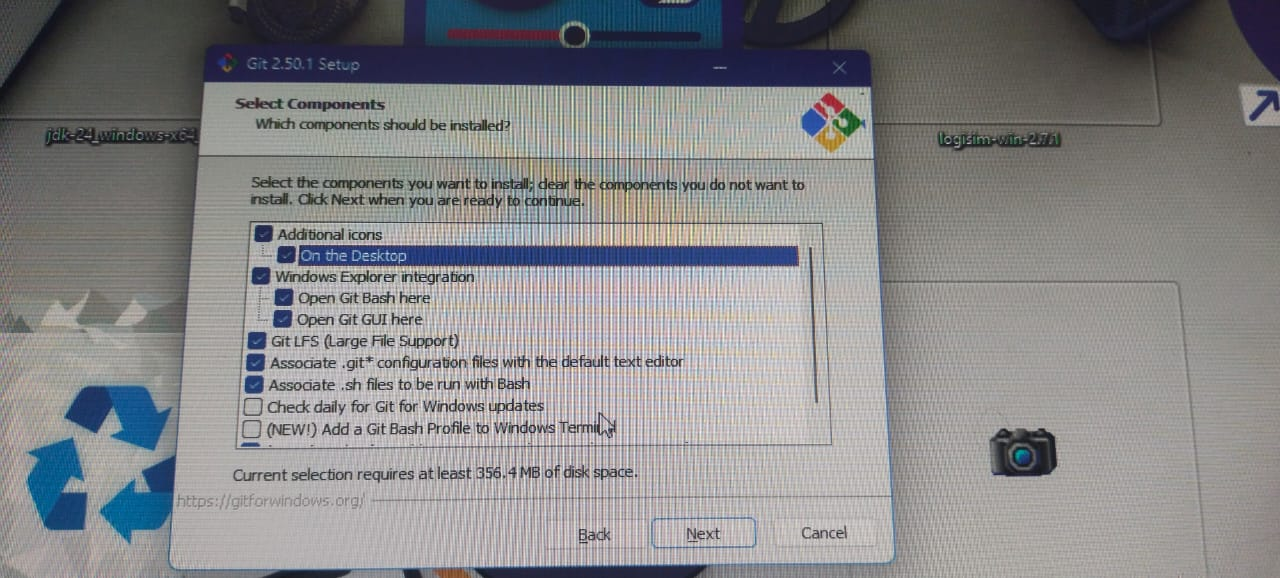 Git 2.50.1 Setup
Select Components
Which components should be installed?
jdk-24_windows-x64_
logisim-win-2.7.1
Select the components you want to install; clear the components you do not want to
install. Click Next when you are ready to continue.
Additional icons
On the Desktop
Windows Explorer integration
Open Git Bash here
Open Git GUI here
Git LFS (Large File Support)
Associate .git* configuration files with the default text editor
Associate .sh files to be run with Bash
Check daily for Git for Windows updates
(NEW!) Add a Git Bash Profile to Windows Terminal
Current selection requires at least 356.4 MB of disk space.
https://gitforwindows.org/
Back
Next
Cancel